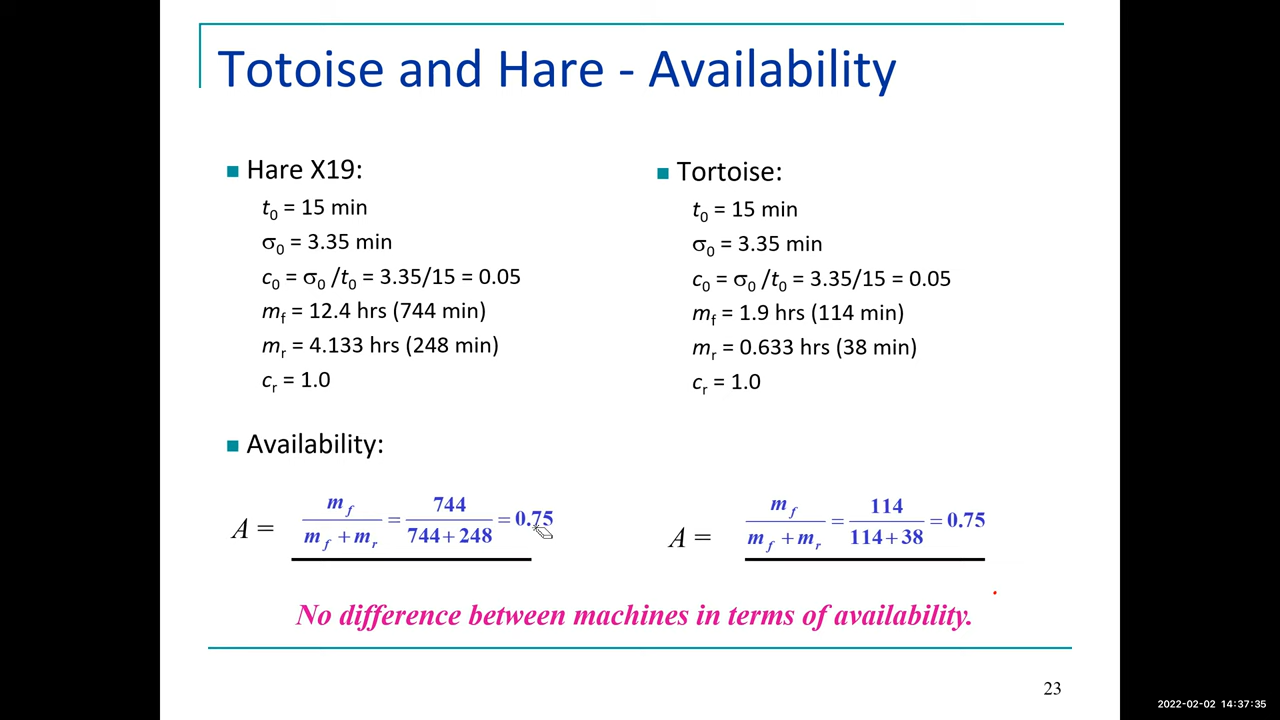 Totoise and Hare - Availability
Hare X19:
t0 = 15 min
σ0 = 3.35 min
c0 = σ0 /t0 = 3.35/15 = 0.05
mf = 12.4 hrs (744 min)
mr = 4.133 hrs (248 min)
cr = 1.0
Tortoise:
t0 = 15 min
σ0 = 3.35 min
c0 = σ0 /t0 = 3.35/15 = 0.05
mf = 1.9 hrs (114 min)
mr = 0.633 hrs (38 min)
cr = 1.0
Availability:
A = mf / (mf + mr) = 744 / (744 + 248) = 0.75
A = mf / (mf + mr) = 114 / (114 + 38) = 0.75
No difference between machines in terms of availability.
23
2022-02-02 14:37:35